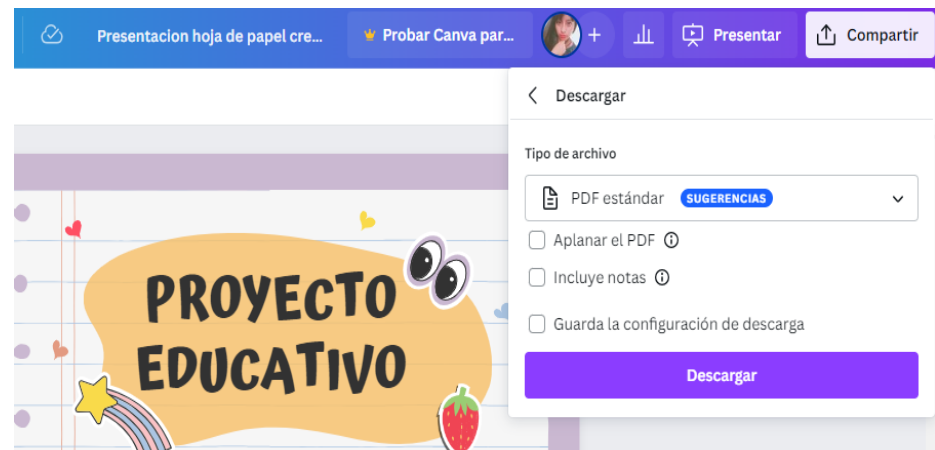 Presentacion hoja de papel cre...
Probar Canva par...
+
Presentar
Compartir
Descargar
Tipo de archivo
PDF estándar SUGERENCIAS
Aplanar el PDF
Incluye notas
Guarda la configuración de descarga
Descargar
PROYECTO
EDUCATIVO